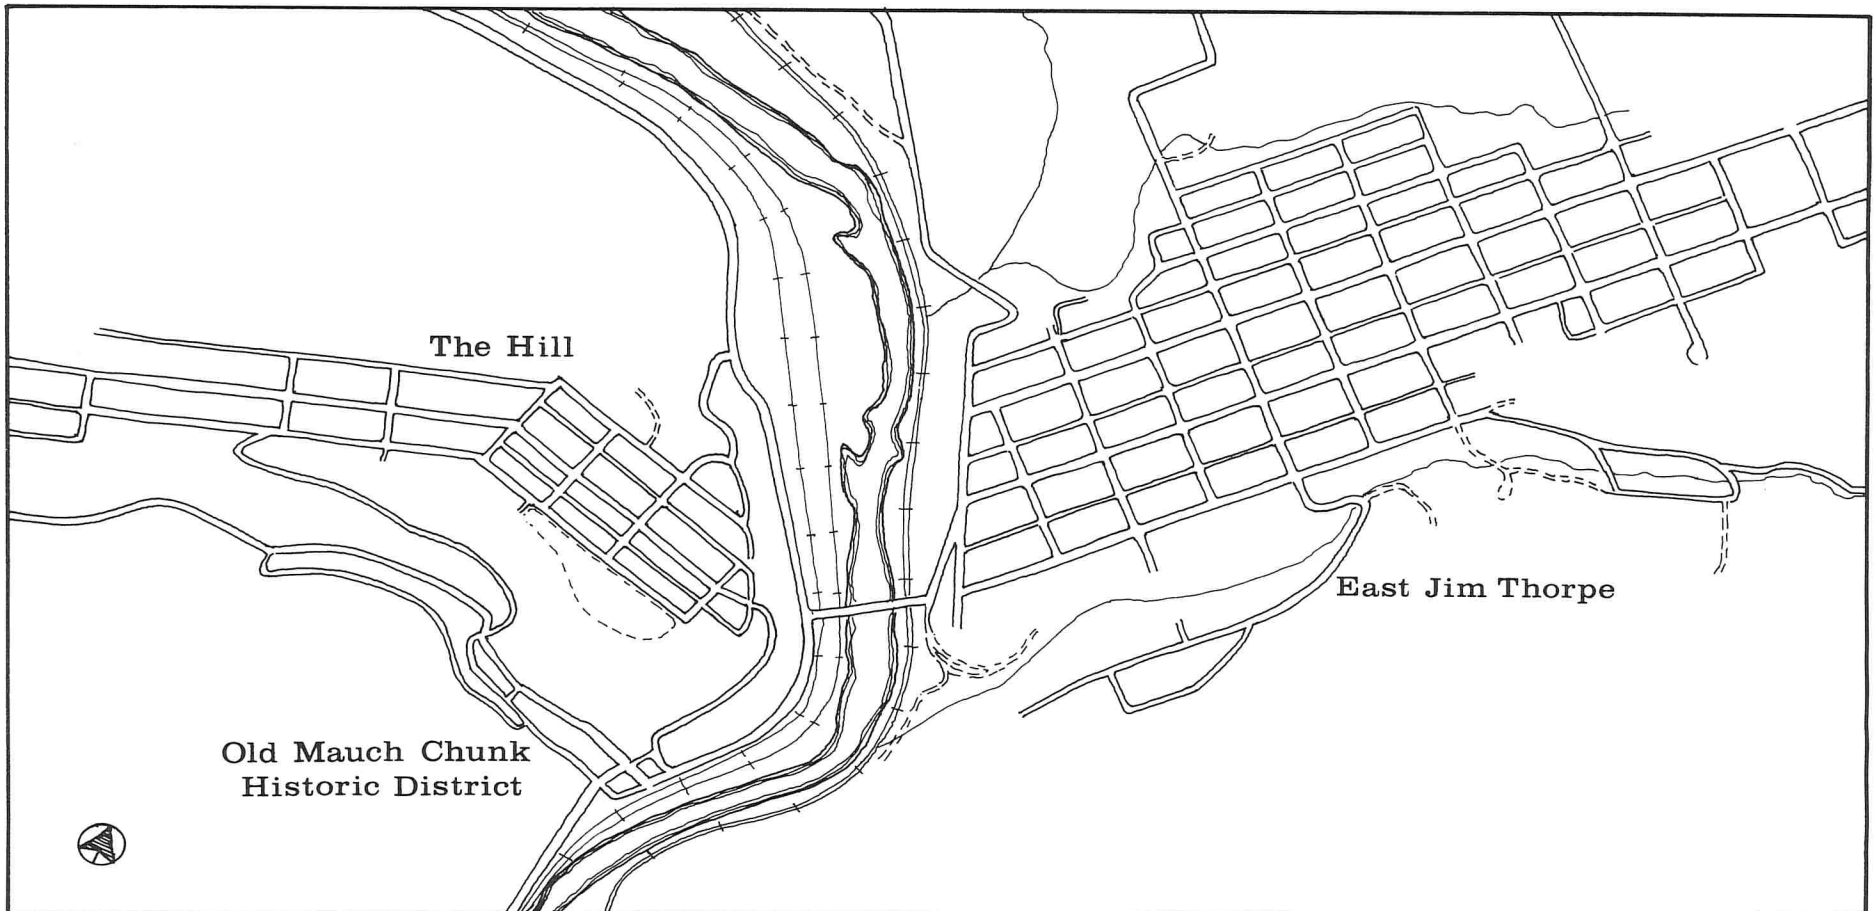 The Hill
East Jim Thorpe
Old Mauch Chunk
Historic District